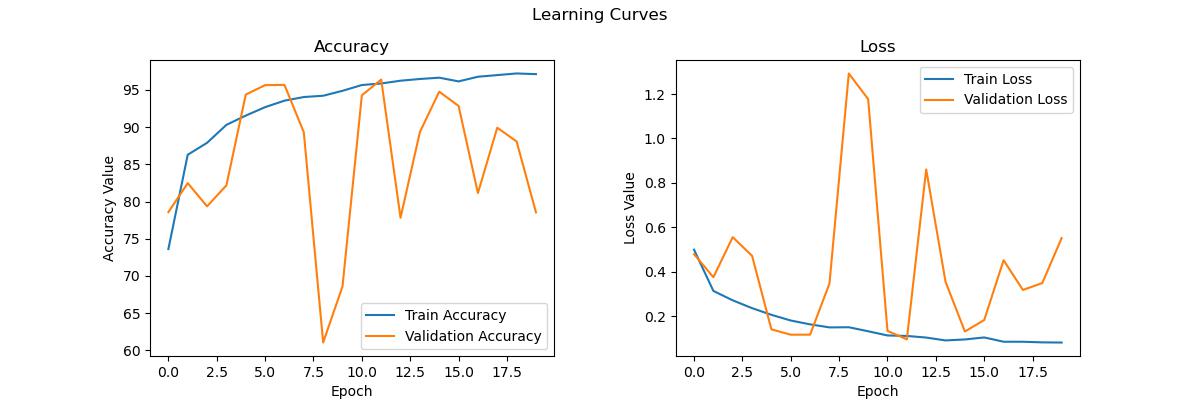 Learning Curves
Accuracy
Accuracy Value
95
90
85
80
75
70
65
60
Train Accuracy
Validation Accuracy
0.0 2.5 5.0 7.5 10.0 12.5 15.0 17.5
Epoch
Loss
Loss Value
1.2
1.0
0.8
0.6
0.4
0.2
Train Loss
Validation Loss
0.0 2.5 5.0 7.5 10.0 12.5 15.0 17.5
Epoch